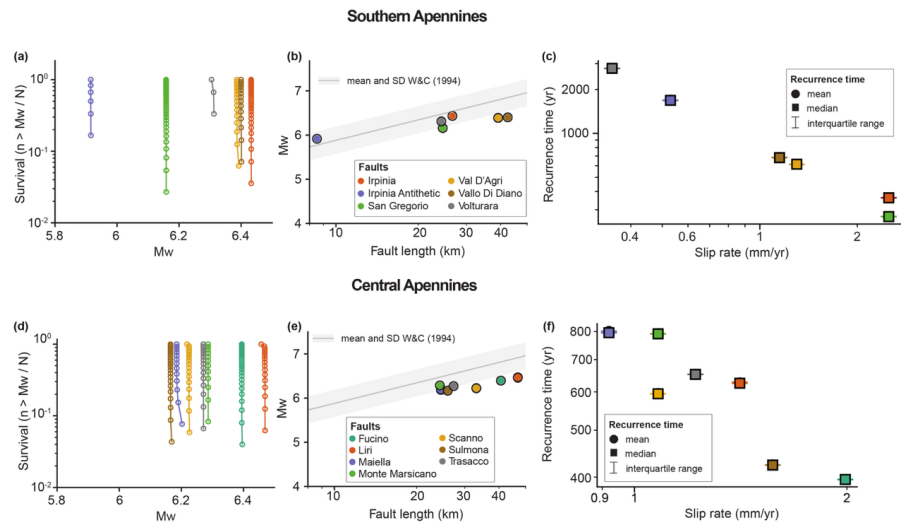 Southern Apennines
(a)
Survival (n > Mw / N)
10⁰
10⁻¹
10⁻²
5.8
6
6.2
6.4
Mw
(b)
mean and SD W&C (1994)
Mw
7
6
5
4
Faults
Irpinia
Irpinia Antithetic
San Gregorio
Val D'Agri
Vallo Di Diano
Volturara
10
20
30
40
Fault length (km)
(c)
Recurrence time (yr)
2000
1000
Recurrence time
mean
median
interquartile range
0.4
0.6
1
2
Slip rate (mm/yr)
Central Apennines
(d)
Survival (n > Mw / N)
10⁰
10⁻¹
10⁻²
5.8
6
6.2
6.4
Mw
(e)
mean and SD W&C (1994)
Mw
7
6
5
4
Faults
Fucino
Liri
Maiella
Monte Marsicano
Scanno
Sulmona
Trasacco
10
20
30
40
Fault length (km)
(f)
Recurrence time (yr)
800
700
600
500
400
Recurrence time
mean
median
interquartile range
0.9
1
2
Slip rate (mm/yr)